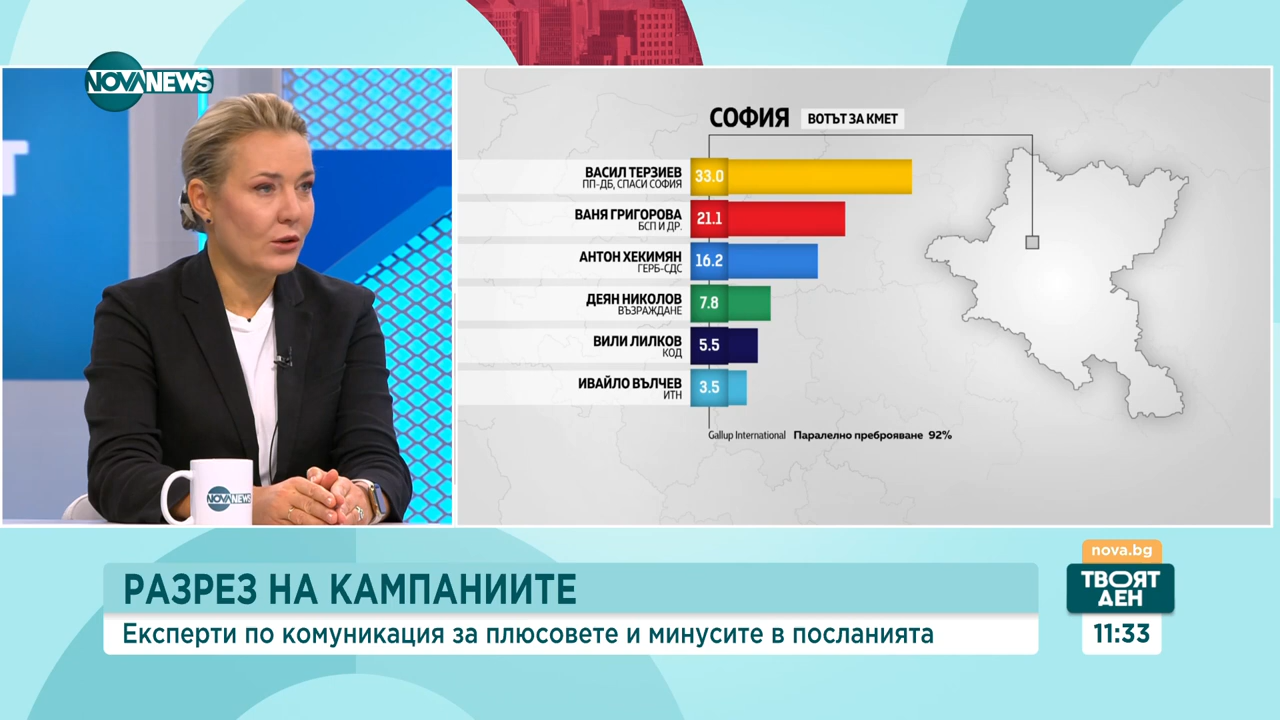 NOVA NEWS
Т
СОФИЯ
ВОТЪТ ЗА КМЕТ
ВАСИЛ ТЕРЗИЕВ
ПП-ДБ, СПАСИ СОФИЯ
33.0
ВАНЯ ГРИГОРОВА
БСП И ДР.
21.1
АНТОН ХЕКИМЯН
ГЕРБ-СДС
16.2
ДЕЯН НИКОЛОВ
ВЪЗРАЖДАНЕ
7.8
ВИЛИ ЛИЛКОВ
КОД
5.5
ИВАЙЛО ВЪЛЧЕВ
ИТН
3.5
Gallup International Паралелно преброяване 92%
NOVA NEWS
РАЗРЕЗ НА КАМПАНИИТЕ
Експерти по комуникация за плюсовете и минусите в посланията
nova.bg
ТВОЯТ
ДЕН
11:33